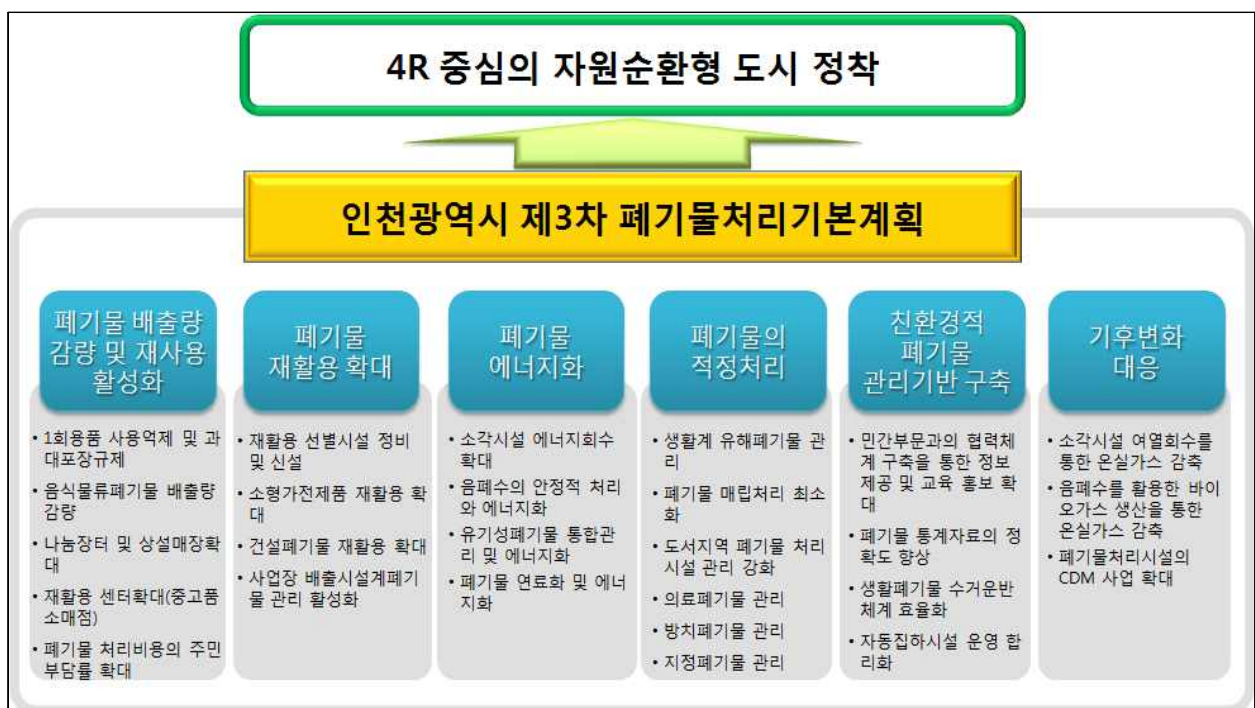 4R 중심의 자원순환형 도시 정착
인천광역시 제3차 폐기물처리기본계획
폐기물 배출량
감량 및 재사용
활성화
• 1회용품 사용억제 및 과
대포장규제
• 음식물류폐기물 배출량
감량
• 나눔장터 및 상설매장확
대
• 재활용 센터확대(중고품
소매점)
• 폐기물 처리비용의 주민
부담률 확대
폐기물
재활용 확대
• 재활용 선별시설 정비
및 신설
• 소형가전제품 재활용 확
대
• 건설폐기물 재활용 확대
• 사업장 배출시설계폐기
물 관리 활성화
폐기물
에너지화
• 소각시설 에너지회수
확대
• 음폐수의 안정적 처리
와 에너지화
• 유기성폐기물 통합관
리 및 에너지화
• 폐기물 연료화 및 에너
지화
폐기물의
적정처리
• 생활계 유해폐기물 관
리
• 폐기물 매립처리 최소
화
• 도서지역 폐기물 처리
시설 관리 강화
• 의료폐기물 관리
• 방치폐기물 관리
• 지정폐기물 관리
친환경적
폐기물
관리기반 구축
• 민간부문과의 협력체
계 구축을 통한 정보
제공 및 교육 홍보 확
대
• 폐기물 통계자료의 정
확도 향상
• 생활폐기물 수거운반
체계 효율화
• 자동집하시설 운영 합
리화
기후변화
대응
• 소각시설 여열회수를
통한 온실가스 감축
• 음폐수를 활용한 바이
오가스 생산을 통한
온실가스 감축
• 폐기물처리시설의
CDM 사업 확대